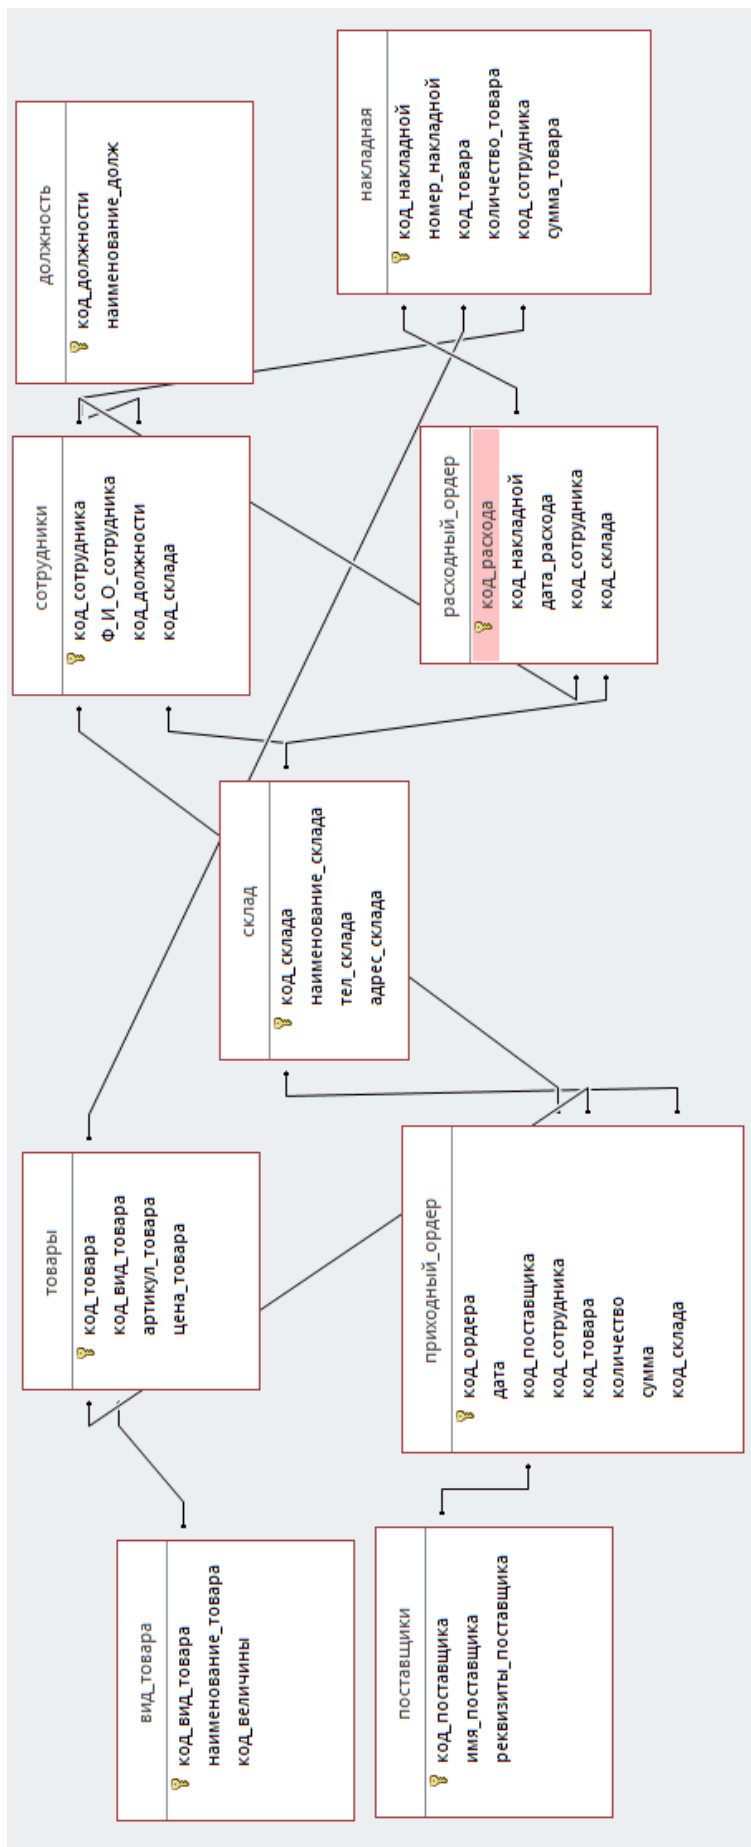 вид_товара
код_вид_товара
наименование_товара
код_величины
товары
код_товара
код_вид_товара
артикул_товара
цена_товара
сотрудники
код_сотрудника
Ф_И_О_сотрудника
код_должности
код_склада
должность
код_должности
наименование_долж
склад
код_склада
наименование_склада
тел_склада
адрес_склада
накладная
код_накладной
номер_накладной
код_товара
количество_товара
код_сотрудника
сумма_товара
поставщики
код_поставщика
имя_поставщика
реквизиты_поставщика
приходный_ордер
код_ордера
дата
код_поставщика
код_сотрудника
код_товара
количество
сумма
код_склада
расходный_ордер
код_расхода
код_накладной
дата_расхода
код_сотрудника
код_склада